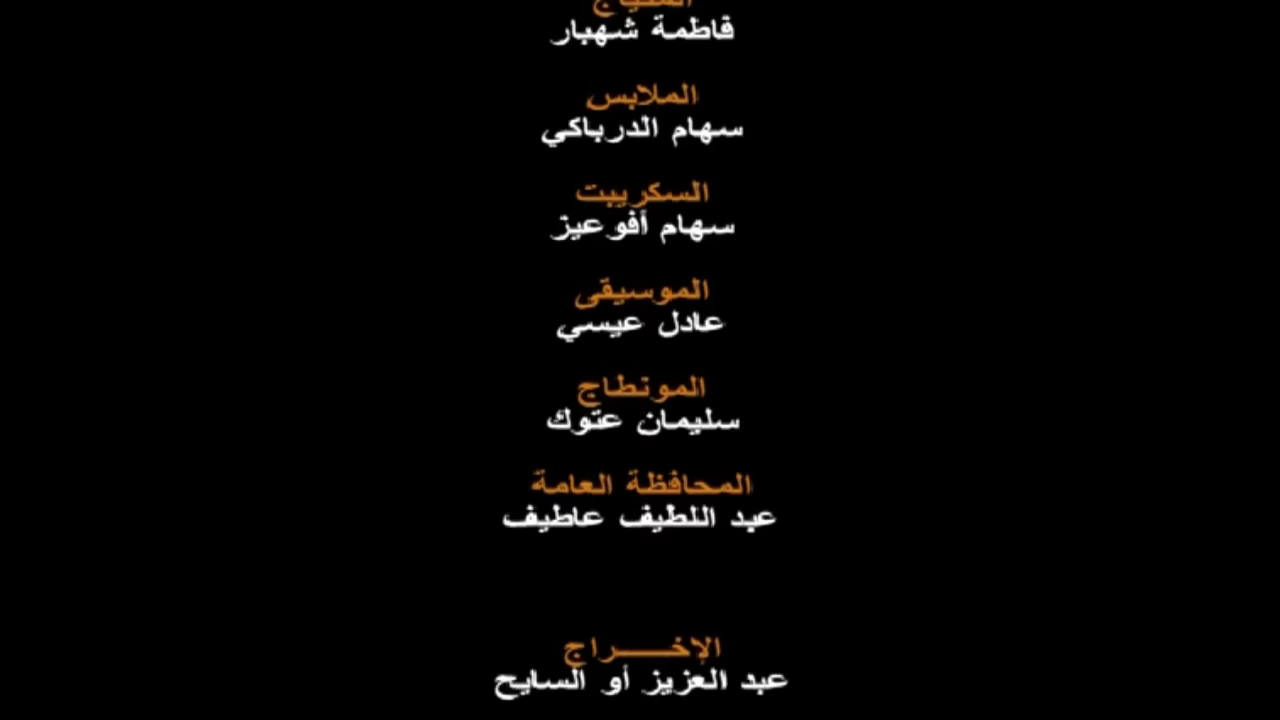 فاطمة شهبار
الملابس
سهام الدرباكي
السكريبت
سهام أفوعيز
الموسيقى
عادل عيسي
المونطاج
سليمان عتوك
المحافظة العامة
عبد اللطيف عاطيف
الإخـــراج
عبد العزيز أو السايح